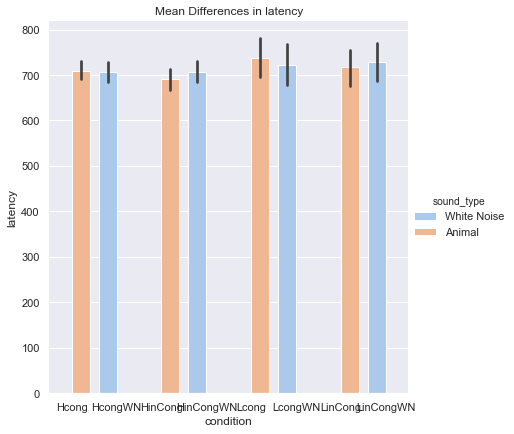 Mean Differences in latency
800
700
600
500
400
300
200
100
0
latency
Hcong HcongWN HinCong HinCongWN Lcong LcongWN LinCong LinCongWN
condition
sound_type
White Noise
Animal